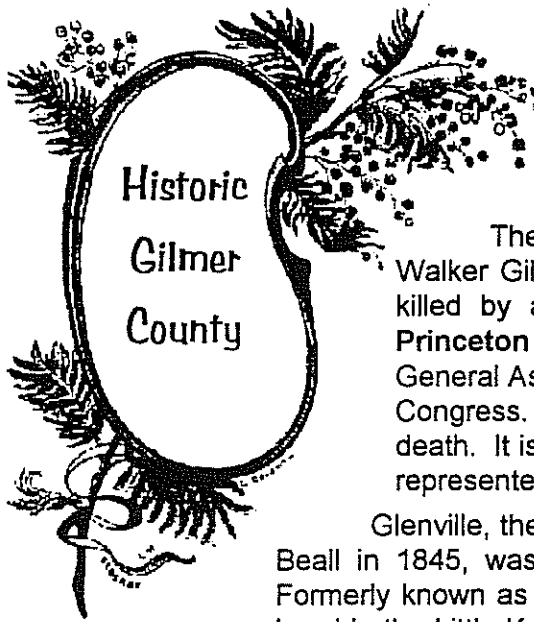 Historic
Gilmer
County
The
Walker Gil
killed by a
Princeton
General As
Congress.
death. It is
represente
Glenville, the
Beall in 1845, was
Formerly known as